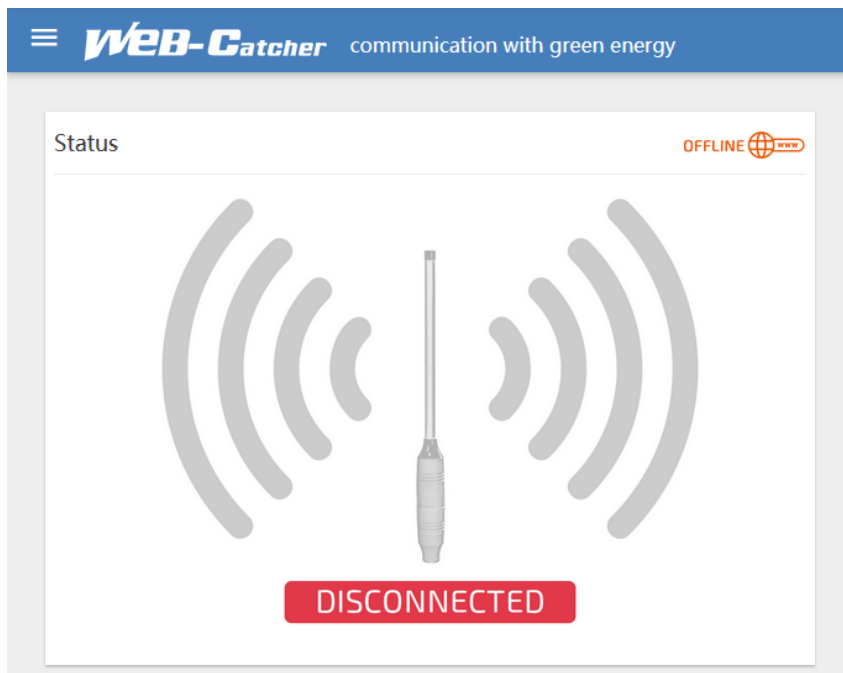 WEB-Catcher communication with green energy
Status
OFFLINE www
DISCONNECTED